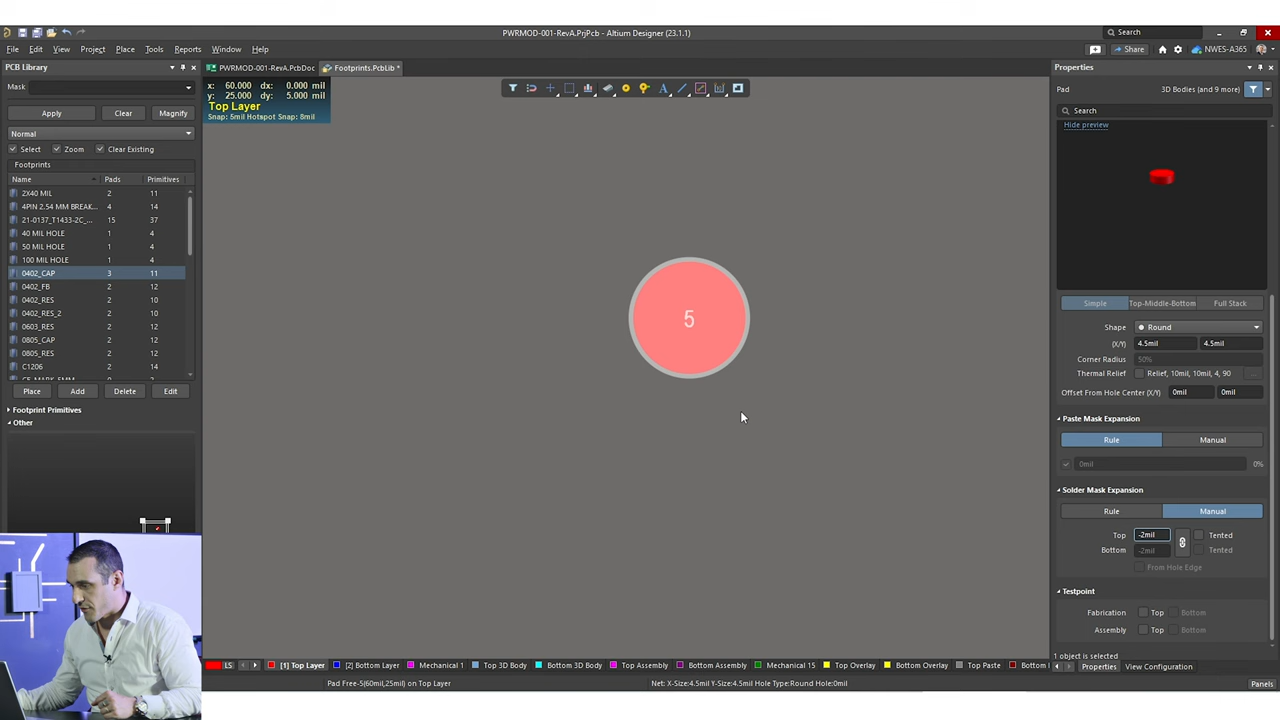 PWRMOD-001-RevA.PrjPcb - Altium Designer (23.1.1)
Search
File Edit View Project Place Tools Reports Window Help
Share
NWES-A365
PCB Library
PWRMOD-001-RevA.PcbDoc
Footprints.PcbLib *
Properties
Mask
x: 60.000 dx: 0.000 mil
y: 25.000 dy: 5.000 mil
Top Layer
Snap: 5mil Hotspot Snap: 8mil
Pad
3D Bodies (and 9 more)
Apply Clear Magnify
Search
Normal
Hide preview
Select Zoom Clear Existing
Footprints
Name Pads Primitives
2X40 MIL 2 11
4PIN 2.54 MM BREAK... 4 14
21-0137_T1433-2C_... 15 37
40 MIL HOLE 1 4
50 MIL HOLE 1 4
100 MIL HOLE 1 4
0402_CAP 3 11
0402_FB 2 12
0402_RES 2 10
0402_RES_2 2 14
0603_RES 2 12
0805_CAP 2 12
0805_RES 2 12
C1206 2 14
Place Add Delete Edit
Footprint Primitives
Other
5
Simple Top-Middle-Bottom Full Stack
Shape Round
(X/Y) 4.5mil 4.5mil
Corner Radius 50%
Thermal Relief Relief, 10mil, 10mil, 4, 90 ...
Offset From Hole Center (X/Y) 0mil 0mil
Paste Mask Expansion
Rule Manual
0mil 0%
Solder Mask Expansion
Rule Manual
Top -2mil Tented
Bottom -2mil Tented
From Hole Edge
Testpoint
Fabrication Top Bottom
Assembly Top Bottom
1 object is selected
LS [1] Top Layer [2] Bottom Layer Mechanical 1 Top 3D Body Bottom 3D Body Top Assembly Bottom Assembly Mechanical 15 Top Overlay Bottom Overlay Top Paste Bottom
Properties View Configuration
Pad Free-5(60mil,25mil) on Top Layer
Net: X-Size:4.5mil Y-Size:4.5mil Hole Type:Round Hole:0mil
Panels